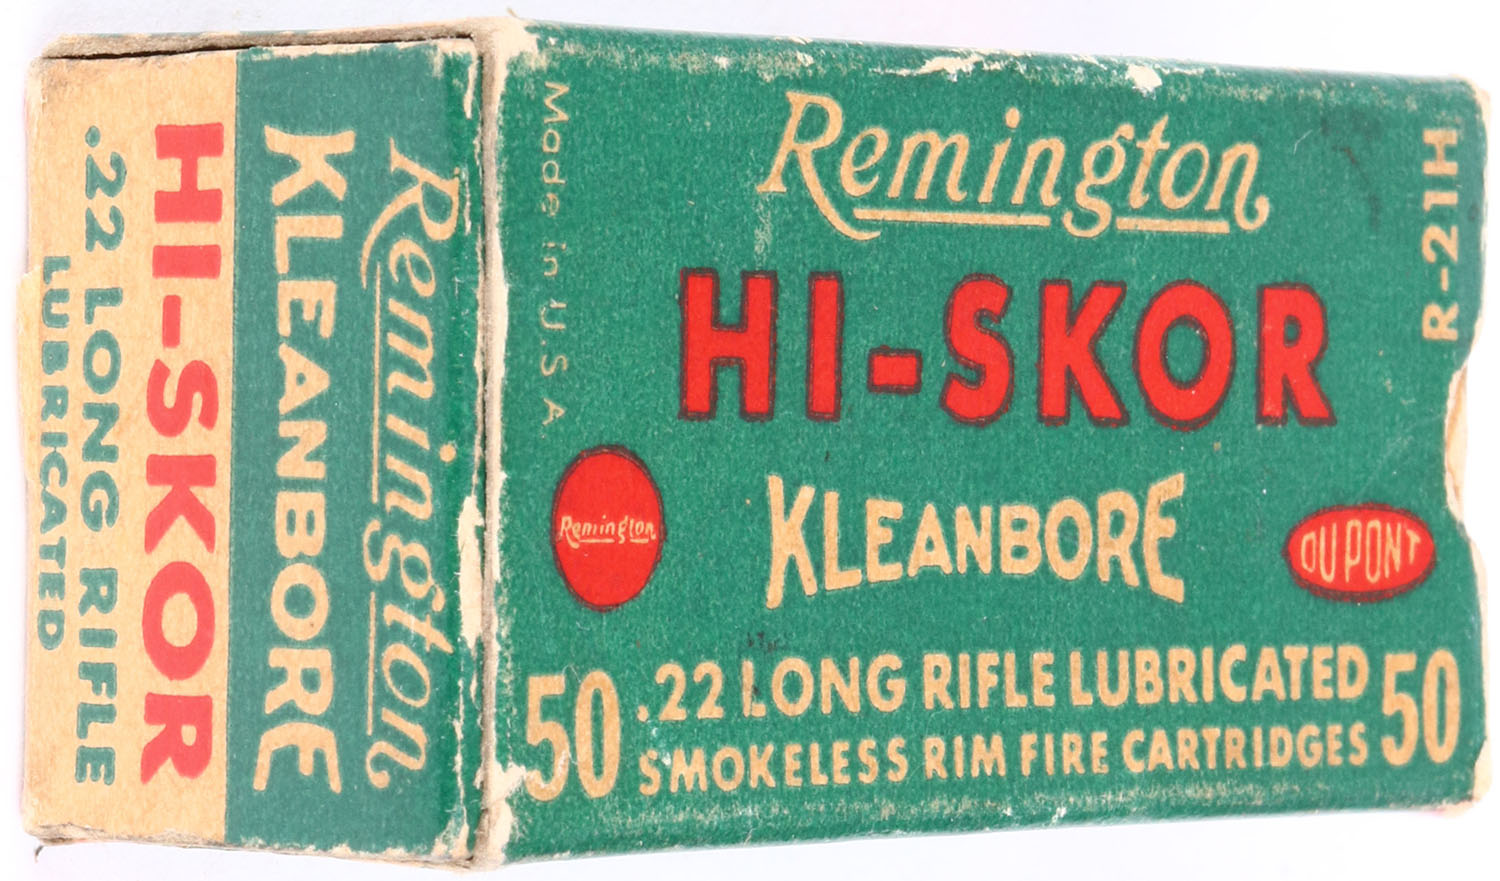 Remington
KLEANBORE
HI-SKOR
.22 LONG RIFLE
LUBRICATED
Made in U.S.A
Remington
R-21H
HI-SKOR
Remington
KLEANBORE
DU PONT
50 .22 LONG RIFLE LUBRICATED 50
SMOKELESS RIM FIRE CARTRIDGES